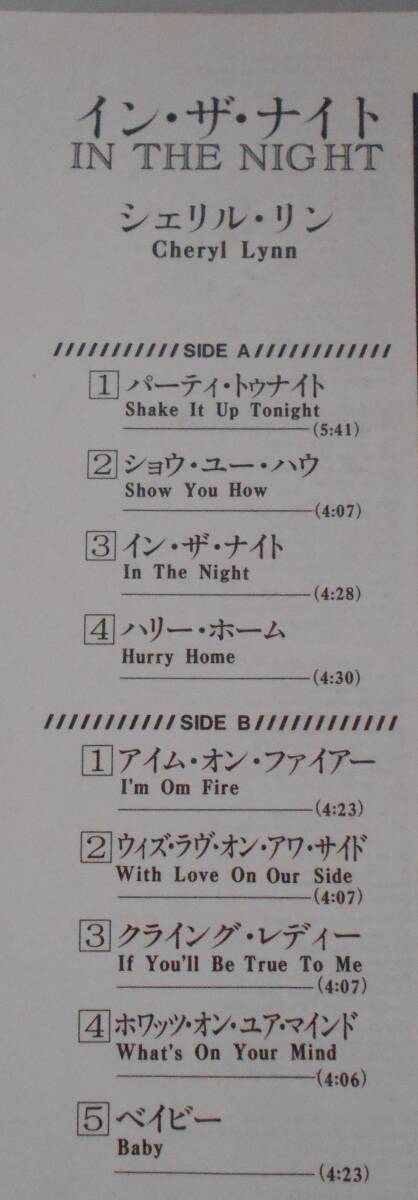 イン・ザ・ナイト
IN THE NIGHT
シェリル・リン
Cheryl Lynn
///////////SIDE A////////////
1 パーティ・トゥナイト
Shake It Up Tonight
(5:41)
2 ショウ・ユー・ハウ
Show You How
(4:07)
3 イン・ザ・ナイト
In The Night
(4:28)
4 ハリー・ホーム
Hurry Home
(4:30)
///////////SIDE B////////////
1 アイム・オン・ファイアー
I'm Om Fire
(4:23)
2 ウィズ・ラヴ・オン・アワ・サイド
With Love On Our Side
(4:07)
3 クライング・レディー
If You'll Be True To Me
(4:07)
4 ホワッツ・オン・ユア・マインド
What's On Your Mind
(4:06)
5 ベイビー
Baby
(4:23)